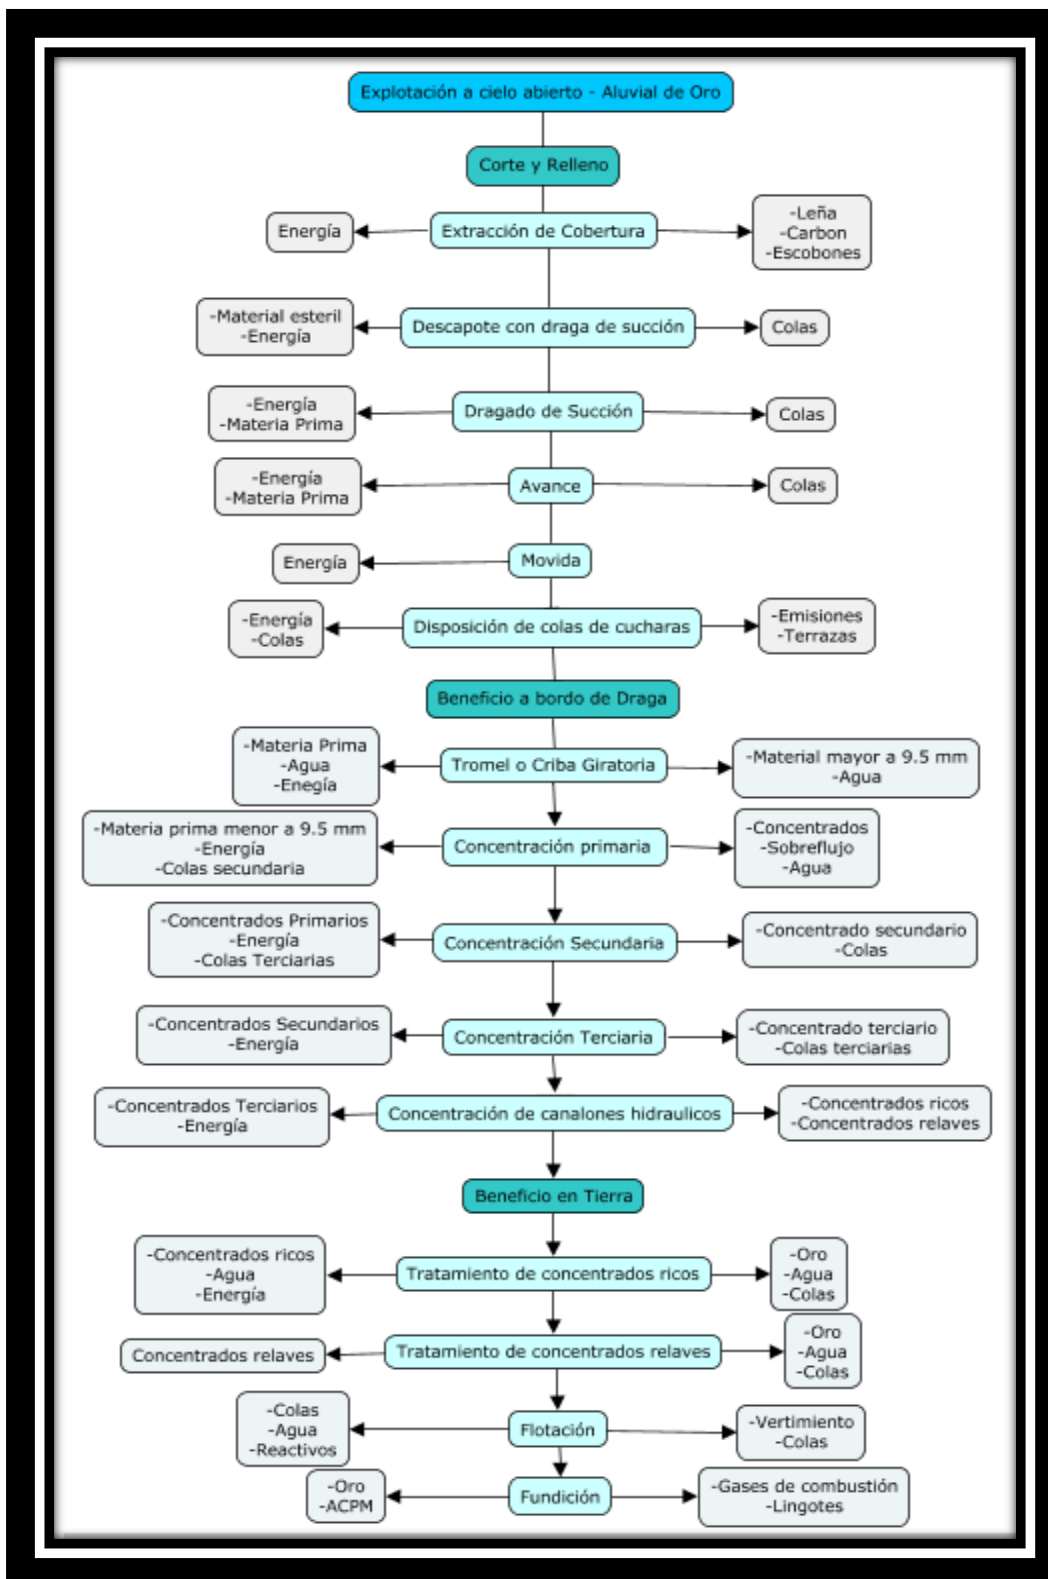 Explotación a cielo abierto - Aluvial de Oro
Corte y Relleno
Energía
Extracción de Cobertura
-Leña
-Carbon
-Escobones
-Material esteril
-Energía
Descapote con draga de succión
Colas
-Energía
-Materia Prima
Dragado de Succión
Colas
-Energía
-Materia Prima
Avance
Colas
Energía
Movida
-Energía
-Colas
Disposición de colas de cucharas
-Emisiones
-Terrazas
Beneficio a bordo de Draga
-Materia Prima
-Agua
-Enegía
Tromel o Criba Giratoria
-Material mayor a 9.5 mm
-Agua
-Materia prima menor a 9.5 mm
-Energía
-Colas secundaria
Concentración primaria
-Concentrados
-Sobreflujo
-Agua
-Concentrados Primarios
-Energía
-Colas Terciarias
Concentración Secundaria
-Concentrado secundario
-Colas
-Concentrados Secundarios
-Energía
Concentración Terciaria
-Concentrado terciario
-Colas terciarias
-Concentrados Terciarios
-Energía
Concentración de canalones hidraulicos
-Concentrados ricos
-Concentrados relaves
Beneficio en Tierra
-Concentrados ricos
-Agua
-Energía
Tratamiento de concentrados ricos
-Oro
-Agua
-Colas
Concentrados relaves
Tratamiento de concentrados relaves
-Oro
-Agua
-Colas
-Colas
-Agua
-Reactivos
Flotación
-Vertimiento
-Colas
-Oro
-ACPM
Fundición
-Gases de combustión
-Lingotes